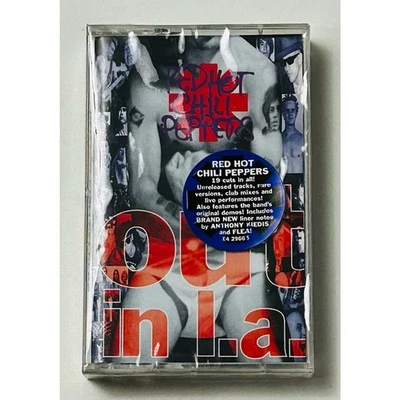 RED HOT
CHILI
PEPPERS
RED HOT
CHILI PEPPERS
19 cuts in all!
Unreleased tracks, rare
versions, club mixes and
live performances!
Also features the band's
original demos! Includes
BRAND NEW liner notes
by ANTHONY KIEDIS
and FLEA!
E4 29665
out
in l.a.